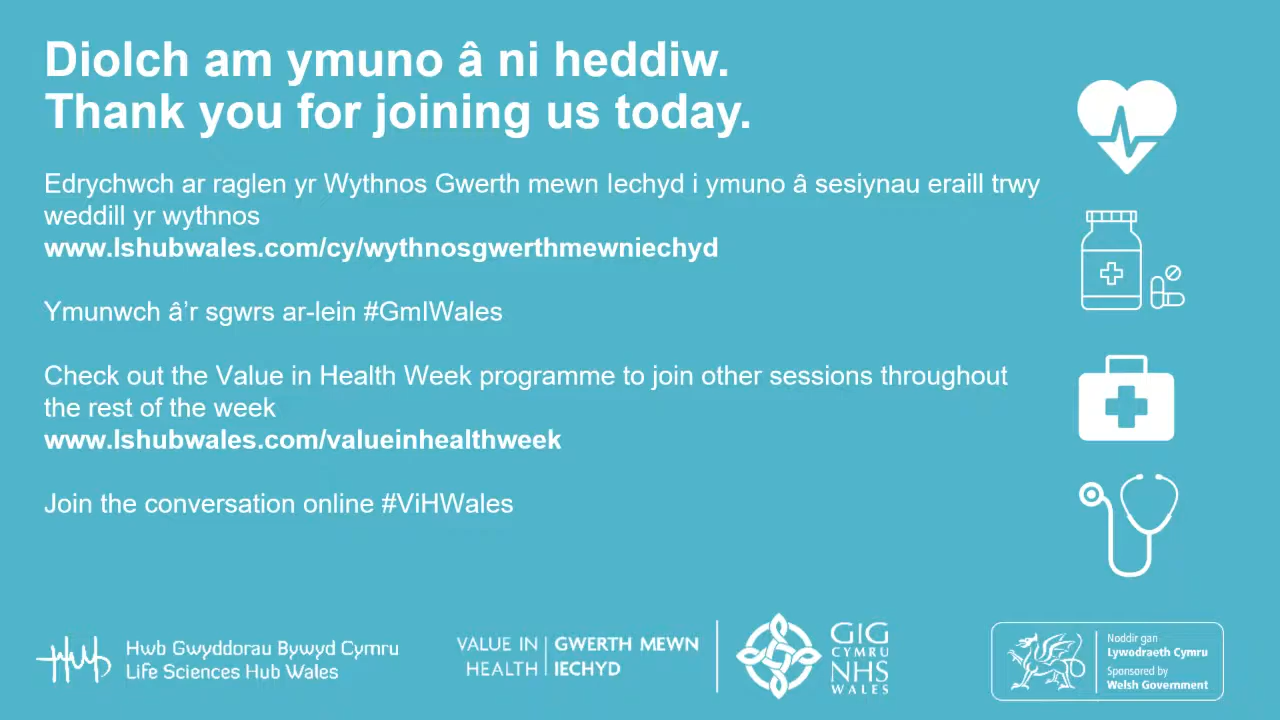 Diolch am ymuno â ni heddiw.
Thank you for joining us today.
Edrychwch ar raglen yr Wythnos Gwerth mewn Iechyd i ymuno â sesiynau eraill trwy
weddill yr wythnos
www.lshubwales.com/cy/wythnosgwerthmewniechyd
Ymunwch â’r sgwrs ar-lein #GmIWales
Check out the Value in Health Week programme to join other sessions throughout
the rest of the week
www.lshubwales.com/valueinhealthweek
Join the conversation online #ViHWales
Hwb
Hwb Gwyddorau Bywyd Cymru
Life Sciences Hub Wales
VALUE IN
HEALTH
GWERTH MEWN
IECHYD
GIG
CYMRU
NHS
WALES
Noddir gan
Lywodraeth Cymru
Sponsored by
Welsh Government